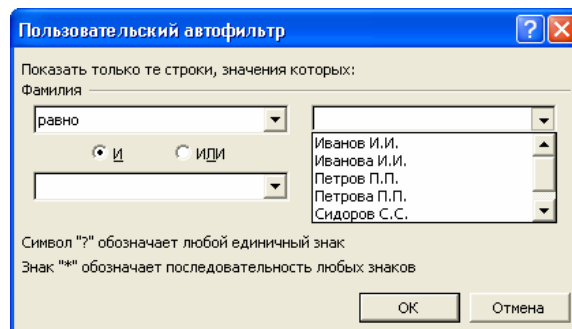 Пользовательский автофильтр
Показать только те строки, значения которых:
Фамилия
равно
И ИЛИ
Иванов И.И.
Иванова И.И.
Петров П.П.
Петрова П.П.
Сидоров С.С.
Символ "?" обозначает любой единичный знак
Знак "*" обозначает последовательность любых знаков
ОК Отмена